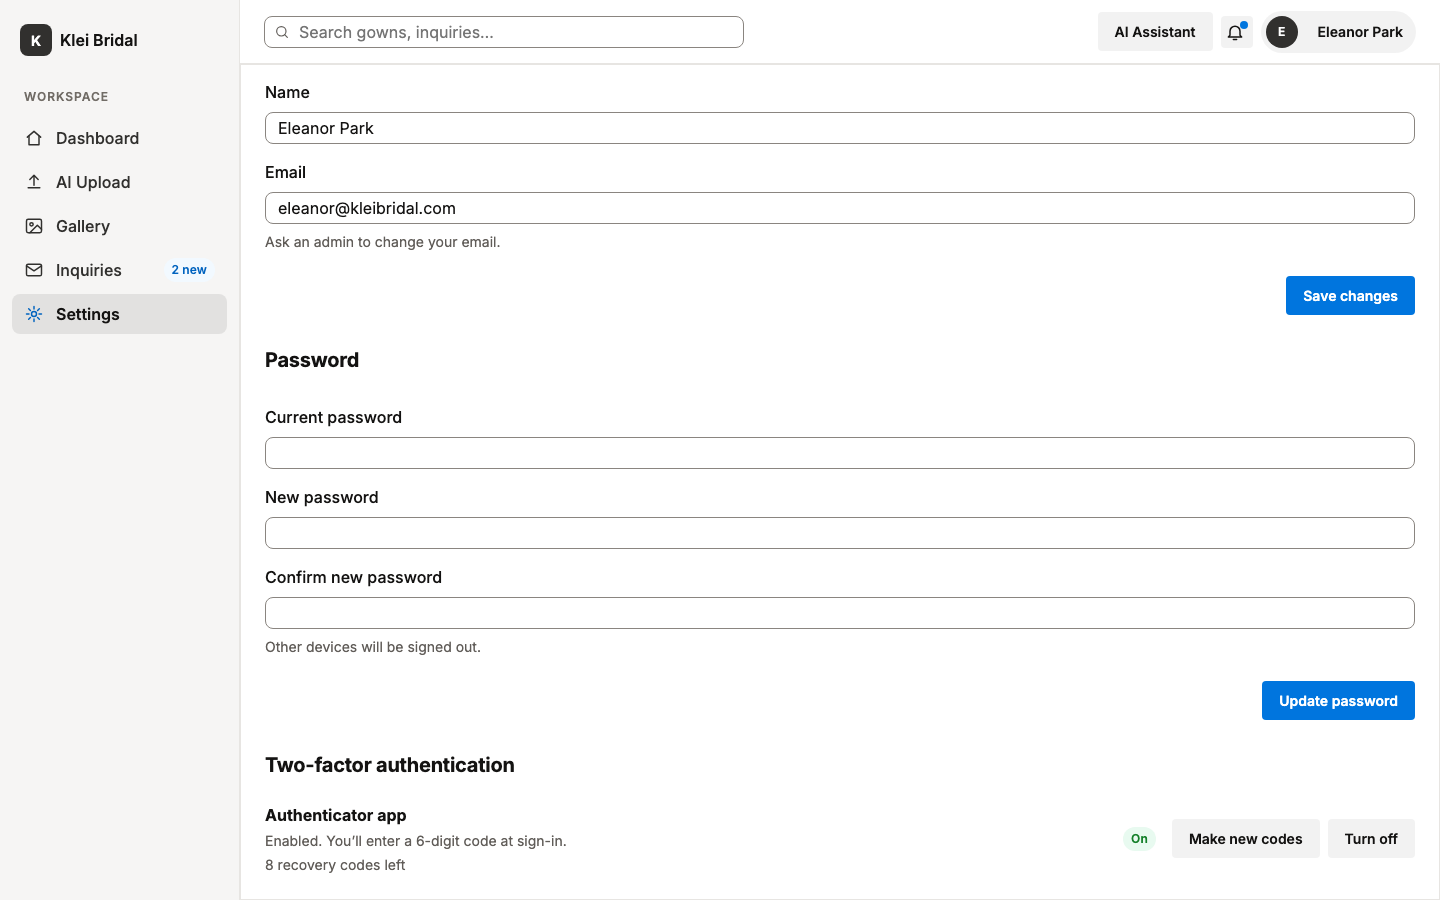 K
Klei Bridal
WORKSPACE
Dashboard
AI Upload
Gallery
Inquiries
2 new
Settings
Search gowns, inquiries...
AI Assistant
E
Eleanor Park
Name
Eleanor Park
Email
eleanor@kleibridal.com
Ask an admin to change your email.
Save changes
Password
Current password
New password
Confirm new password
Other devices will be signed out.
Update password
Two-factor authentication
Authenticator app
Enabled. You’ll enter a 6-digit code at sign-in.
8 recovery codes left
On
Make new codes
Turn off